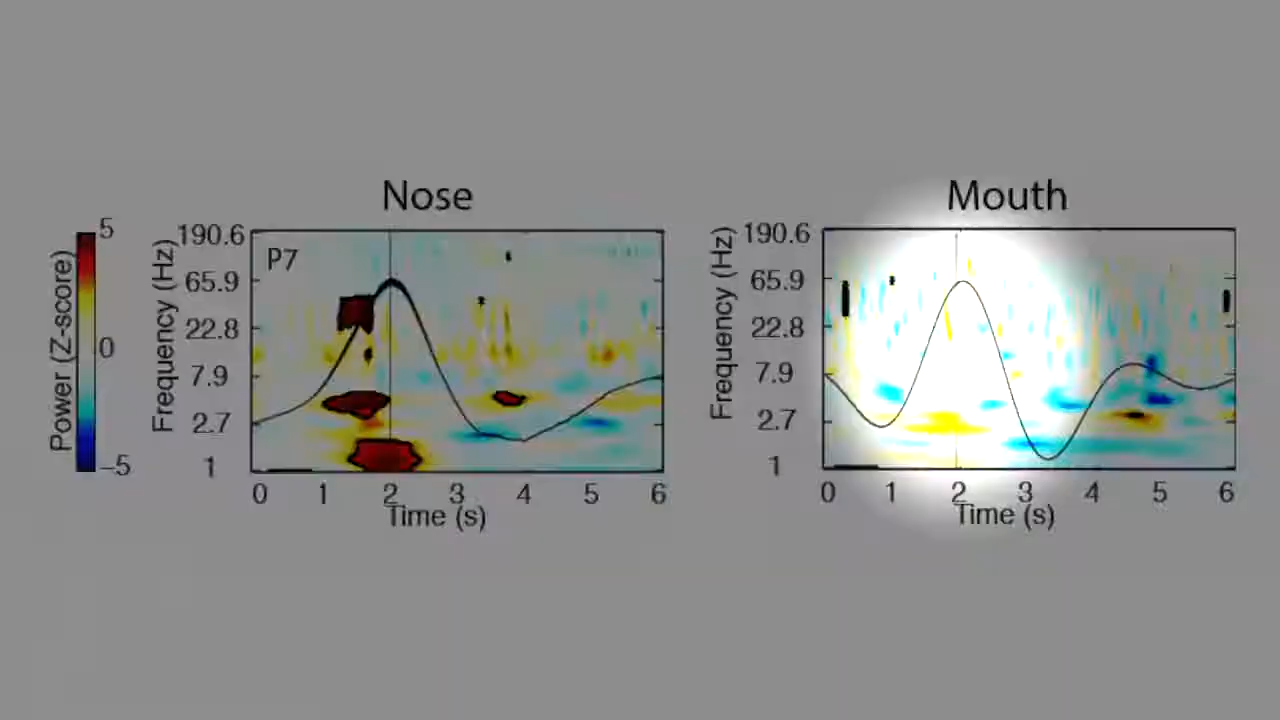 Nose
Mouth
5
0
−5
Power (Z-score)
Frequency (Hz)
190.6
65.9
22.8
7.9
2.7
1
P7
0 1 2 3 4 5 6
Time (s)
Frequency (Hz)
190.6
65.9
22.8
7.9
2.7
1
0 1 2 3 4 5 6
Time (s)